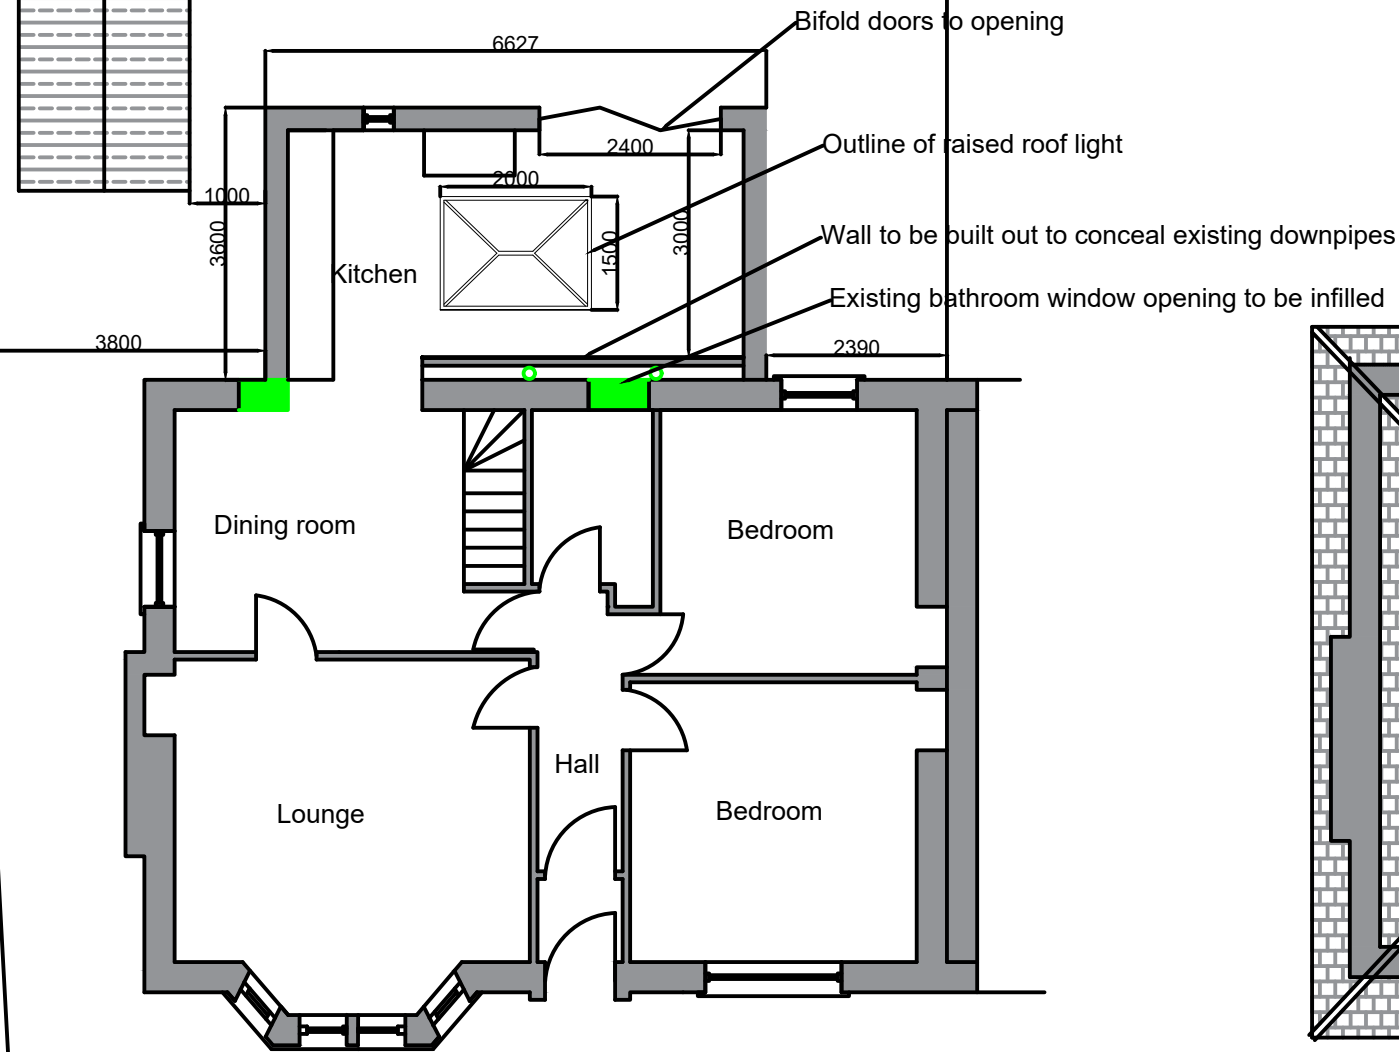 Bifold doors to opening
6627
Outline of raised roof light
2400
2000
1000
3600
1500
3000
Wall to be built out to conceal existing downpipes
Kitchen
Existing bathroom window opening to be infilled
3800
2390
Dining room
Bedroom
Hall
Lounge
Bedroom